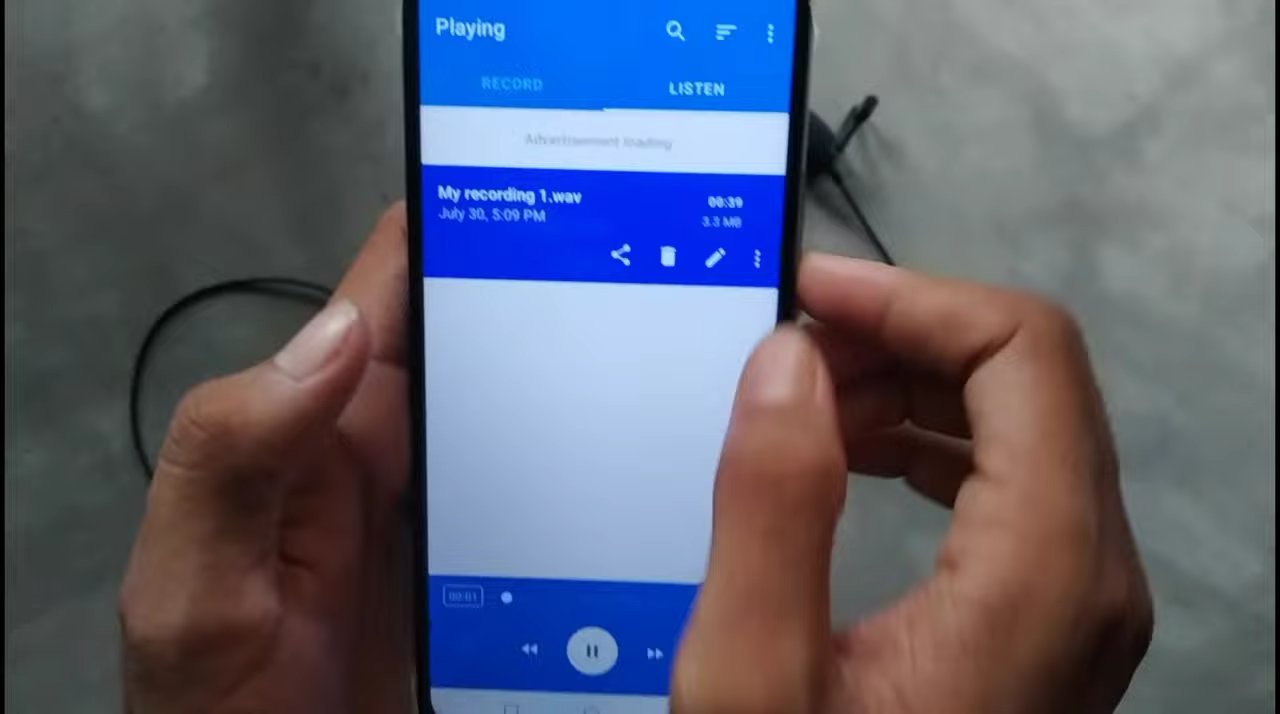 Playing
RECORD
LISTEN
Advertisement loading
My recording 1.wav
00:39
July 30, 5:09 PM
3.3 MB
00:01